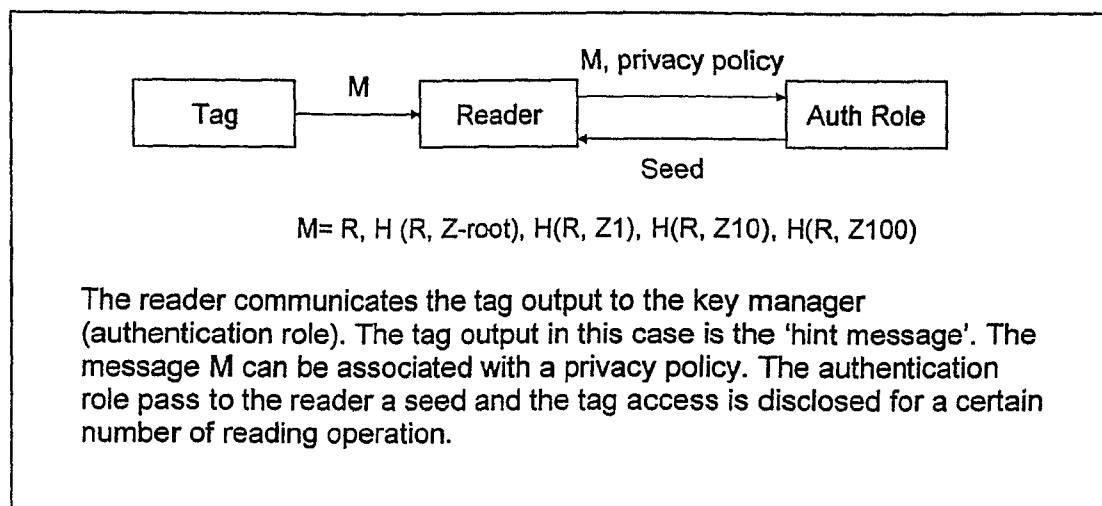 M, privacy policy
M
Tag
Reader
Auth Role
Seed
M= R, H (R, Z-root), H(R, Z1), H(R, Z10), H(R, Z100)
The reader communicates the tag output to the key manager
(authentication role). The tag output in this case is the ‘hint message’. The
message M can be associated with a privacy policy. The authentication
role pass to the reader a seed and the tag access is disclosed for a certain
number of reading operation.